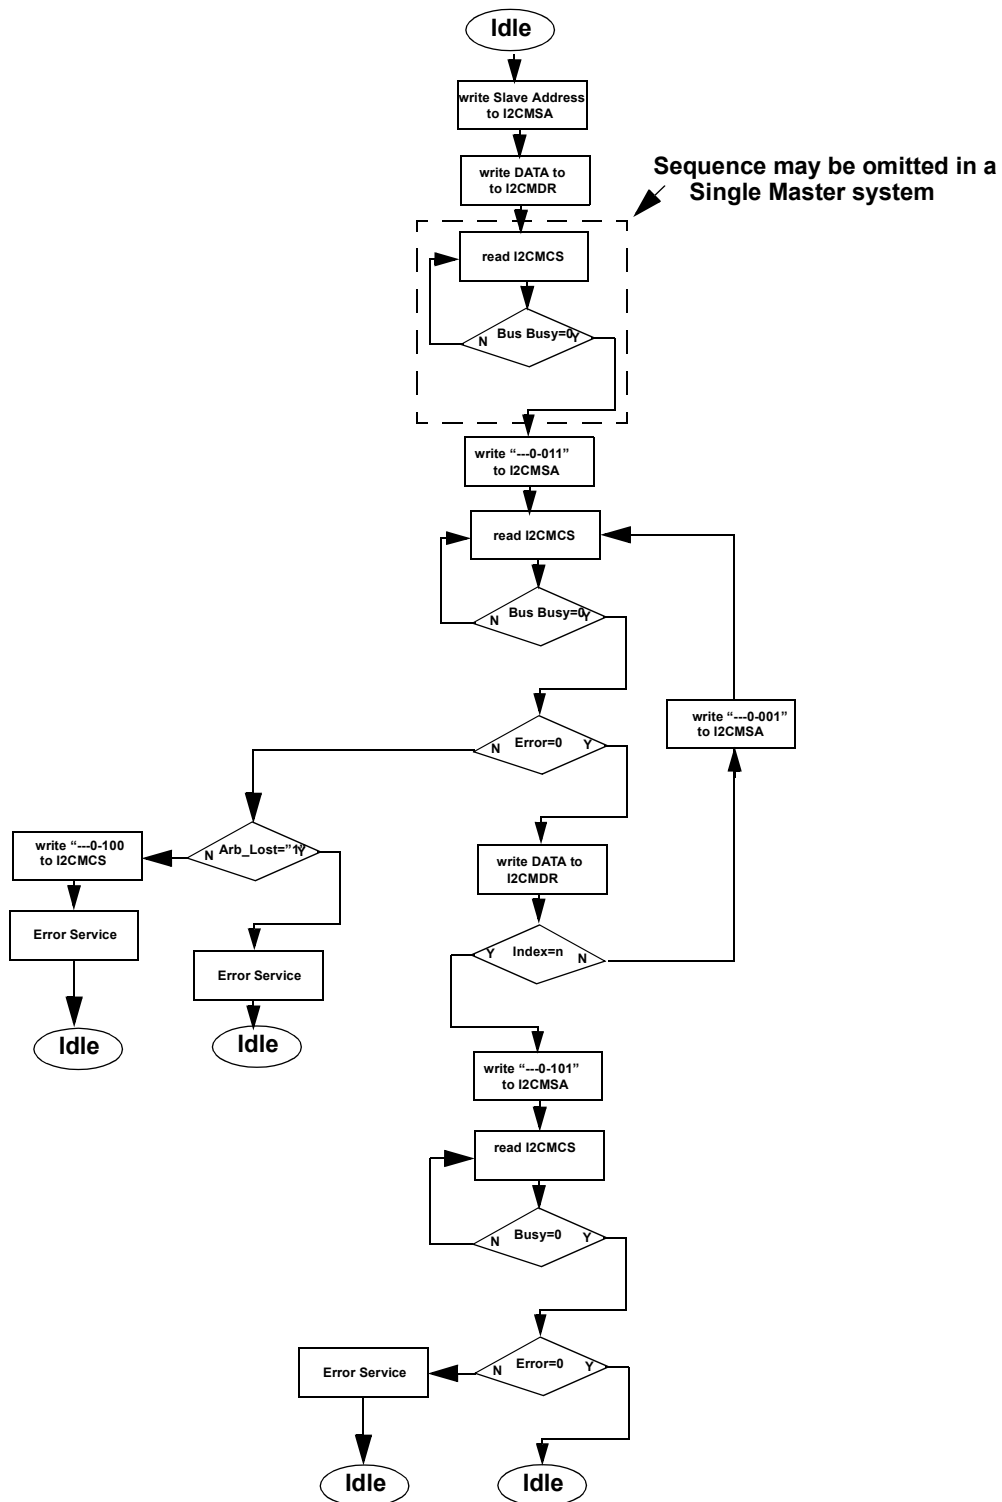 Idle
write Slave Address
to I2CMSA
write DATA to
to I2CMDR
Sequence may be omitted in a
Single Master system
read I2CMCS
Bus Busy=0
N
Y
write “---0-011”
to I2CMSA
read I2CMCS
Bus Busy=0
N
Y
write “---0-001”
to I2CMSA
Error=0
N
Y
write “---0-100
to I2CMCS
Arb_Lost=”1
N
Y
write DATA to
I2CMDR
Error Service
Index=n
Y
N
Error Service
Idle
Idle
write “---0-101”
to I2CMSA
read I2CMCS
Busy=0
N
Y
Error Service
Error=0
N
Y
Idle
Idle